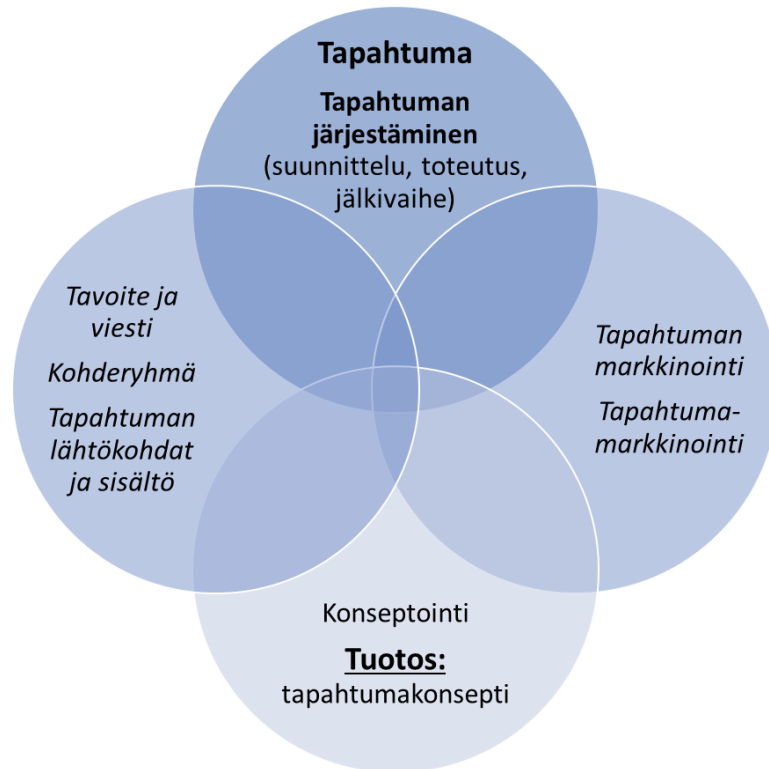 Tapahtuma
Tapahtuman
järjestäminen
(suunnittelu, toteutus,
jälkivaihe)
Tavoite ja
viesti
Kohderyhmä
Tapahtuman
lähtökohdat
ja sisältö
Tapahtuman
markkinointi
Tapahtuma-
markkinointi
Konseptointi
Tuotos:
tapahtumakonsepti